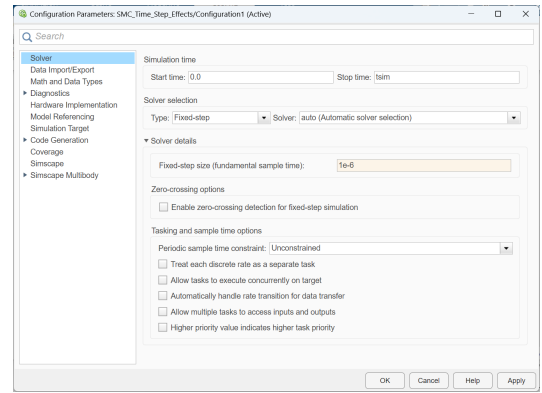 Configuration Parameters: SMC_Time_Step_Effects/Configuration1 (Active)
Search
Solver
Data Import/Export
Math and Data Types
Diagnostics
Hardware Implementation
Model Referencing
Simulation Target
Code Generation
Coverage
Simscape
Simscape Multibody
Simulation time
Start time: 0.0 Stop time: tsim
Solver selection
Type: Fixed-step Solver: auto (Automatic solver selection)
Solver details
Fixed-step size (fundamental sample time): 1e-6
Zero-crossing options
Enable zero-crossing detection for fixed-step simulation
Tasking and sample time options
Periodic sample time constraint: Unconstrained
Treat each discrete rate as a separate task
Allow tasks to execute concurrently on target
Automatically handle rate transition for data transfer
Allow multiple tasks to access inputs and outputs
Higher priority value indicates higher task priority
OK Cancel Help Apply